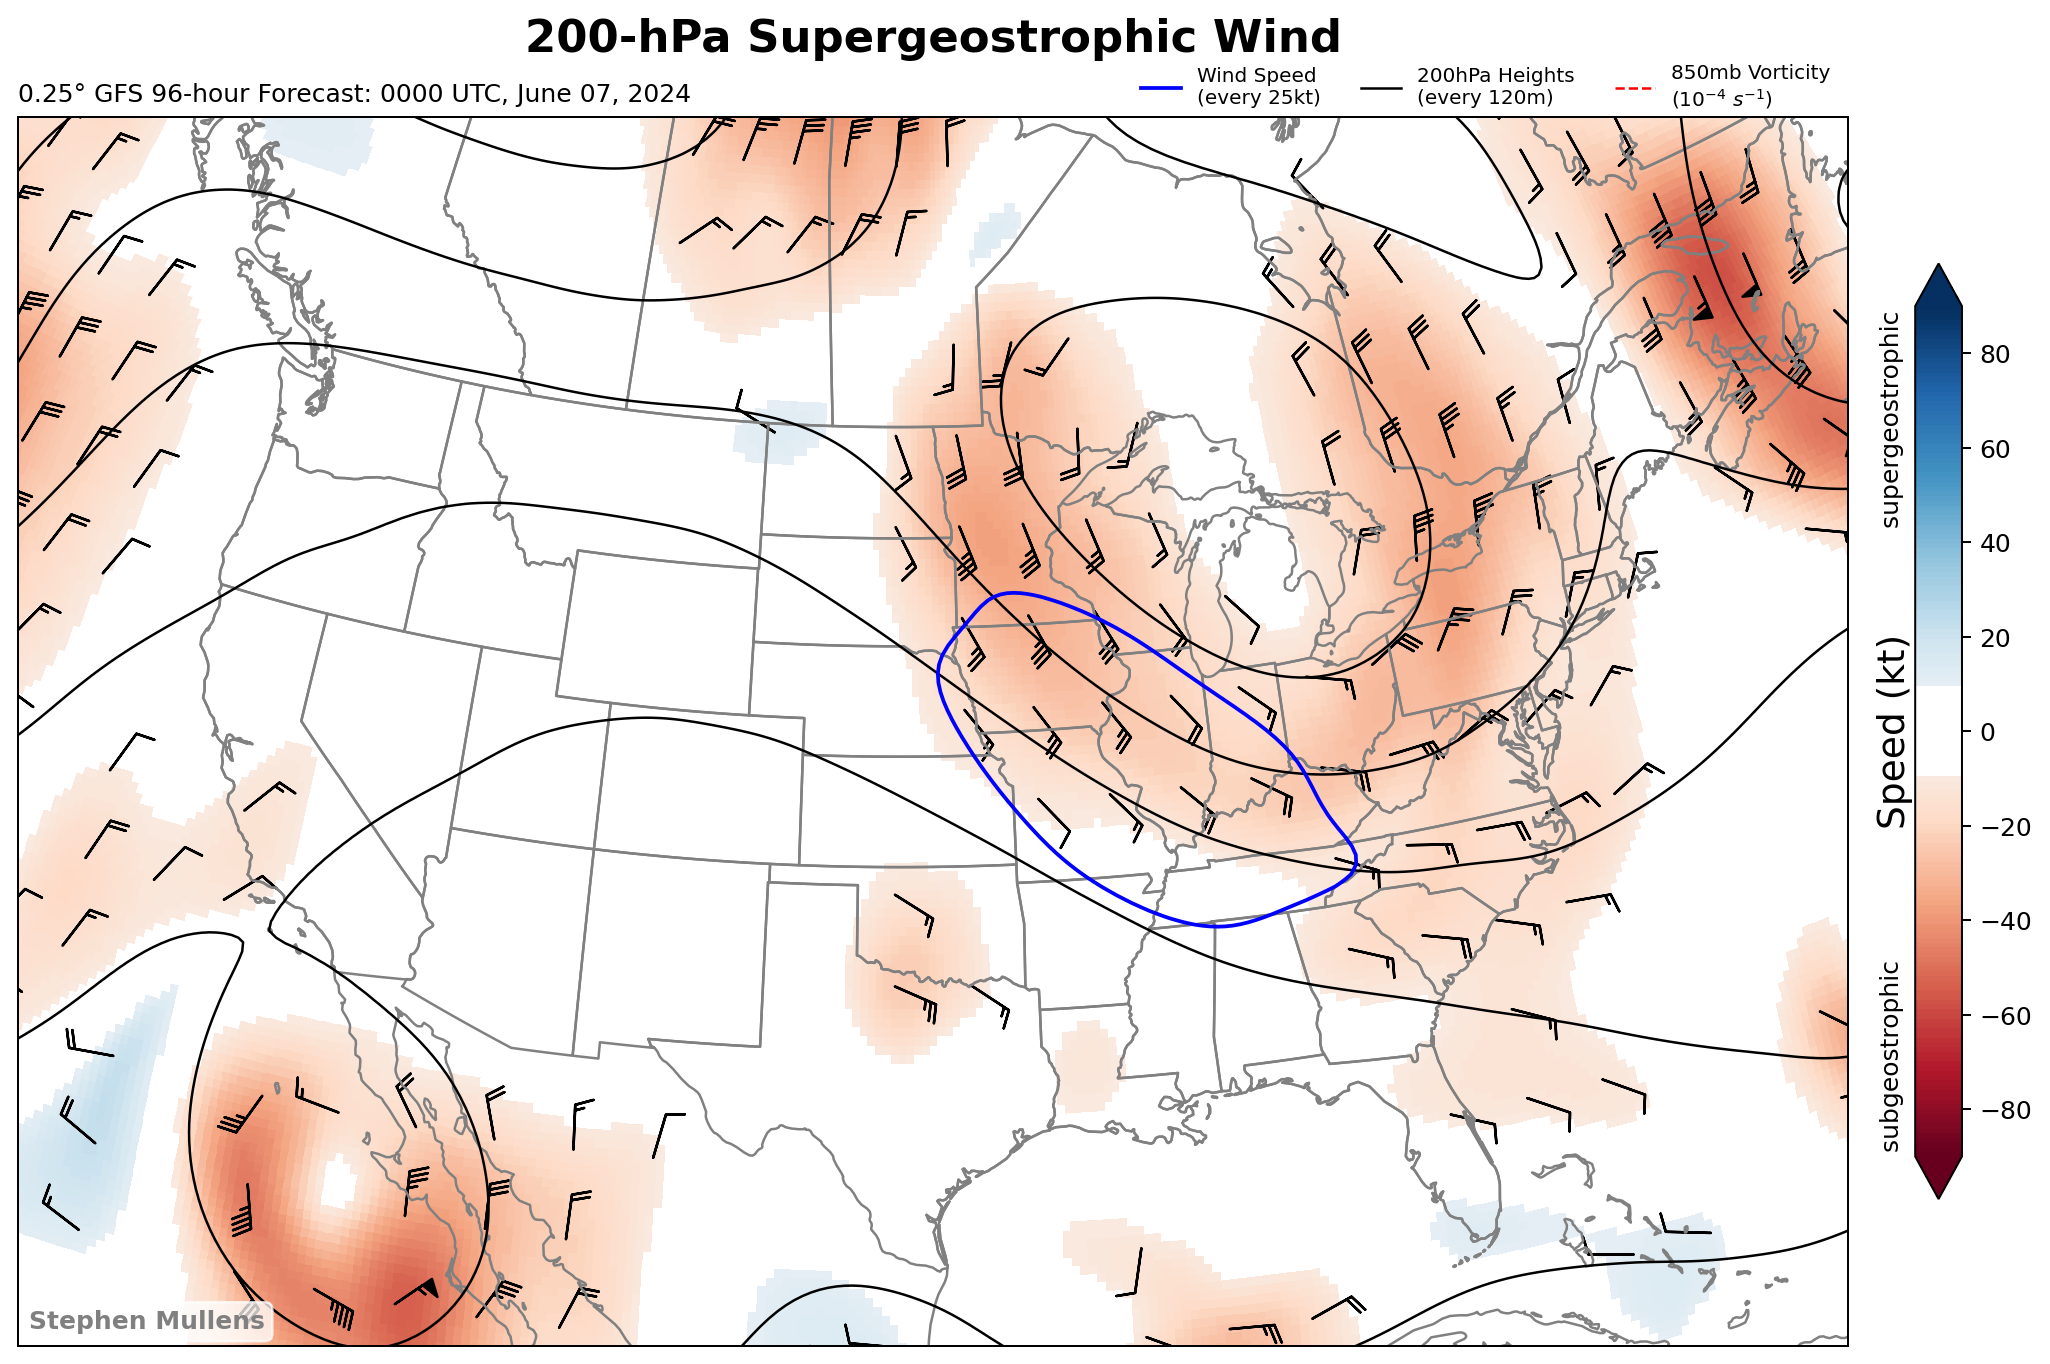 200-hPa Supergeostrophic Wind
0.25° GFS 96-hour Forecast: 0000 UTC, June 07, 2024
Wind Speed
(every 25kt)
200hPa Heights
(every 120m)
850mb Vorticity
(10⁻⁴ s⁻¹)
supergeostrophic
Speed (kt)
subgeostrophic
80
60
40
20
0
−20
−40
−60
−80
Stephen Mullens